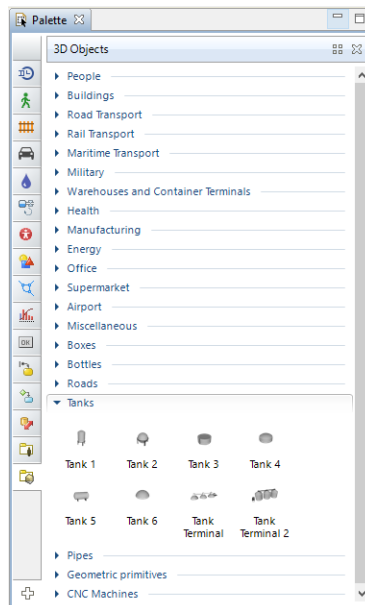 Palette
3D Objects
People
Buildings
Road Transport
Rail Transport
Maritime Transport
Military
Warehouses and Container Terminals
Health
Manufacturing
Energy
Office
Supermarket
Airport
Miscellaneous
Boxes
Bottles
Roads
Tanks
Tank 1 Tank 2 Tank 3 Tank 4
Tank 5 Tank 6 Tank Tank
Terminal Terminal 2
Pipes
Geometric primitives
CNC Machines
OK